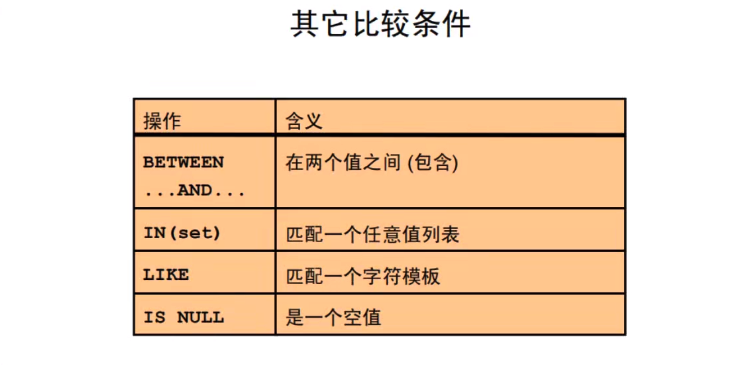 其它比较条件
操作 含义
BETWEEN 在两个值之间 (包含)
...AND...
IN(set) 匹配一个任意值列表
LIKE 匹配一个字符模板
IS NULL 是一个空值